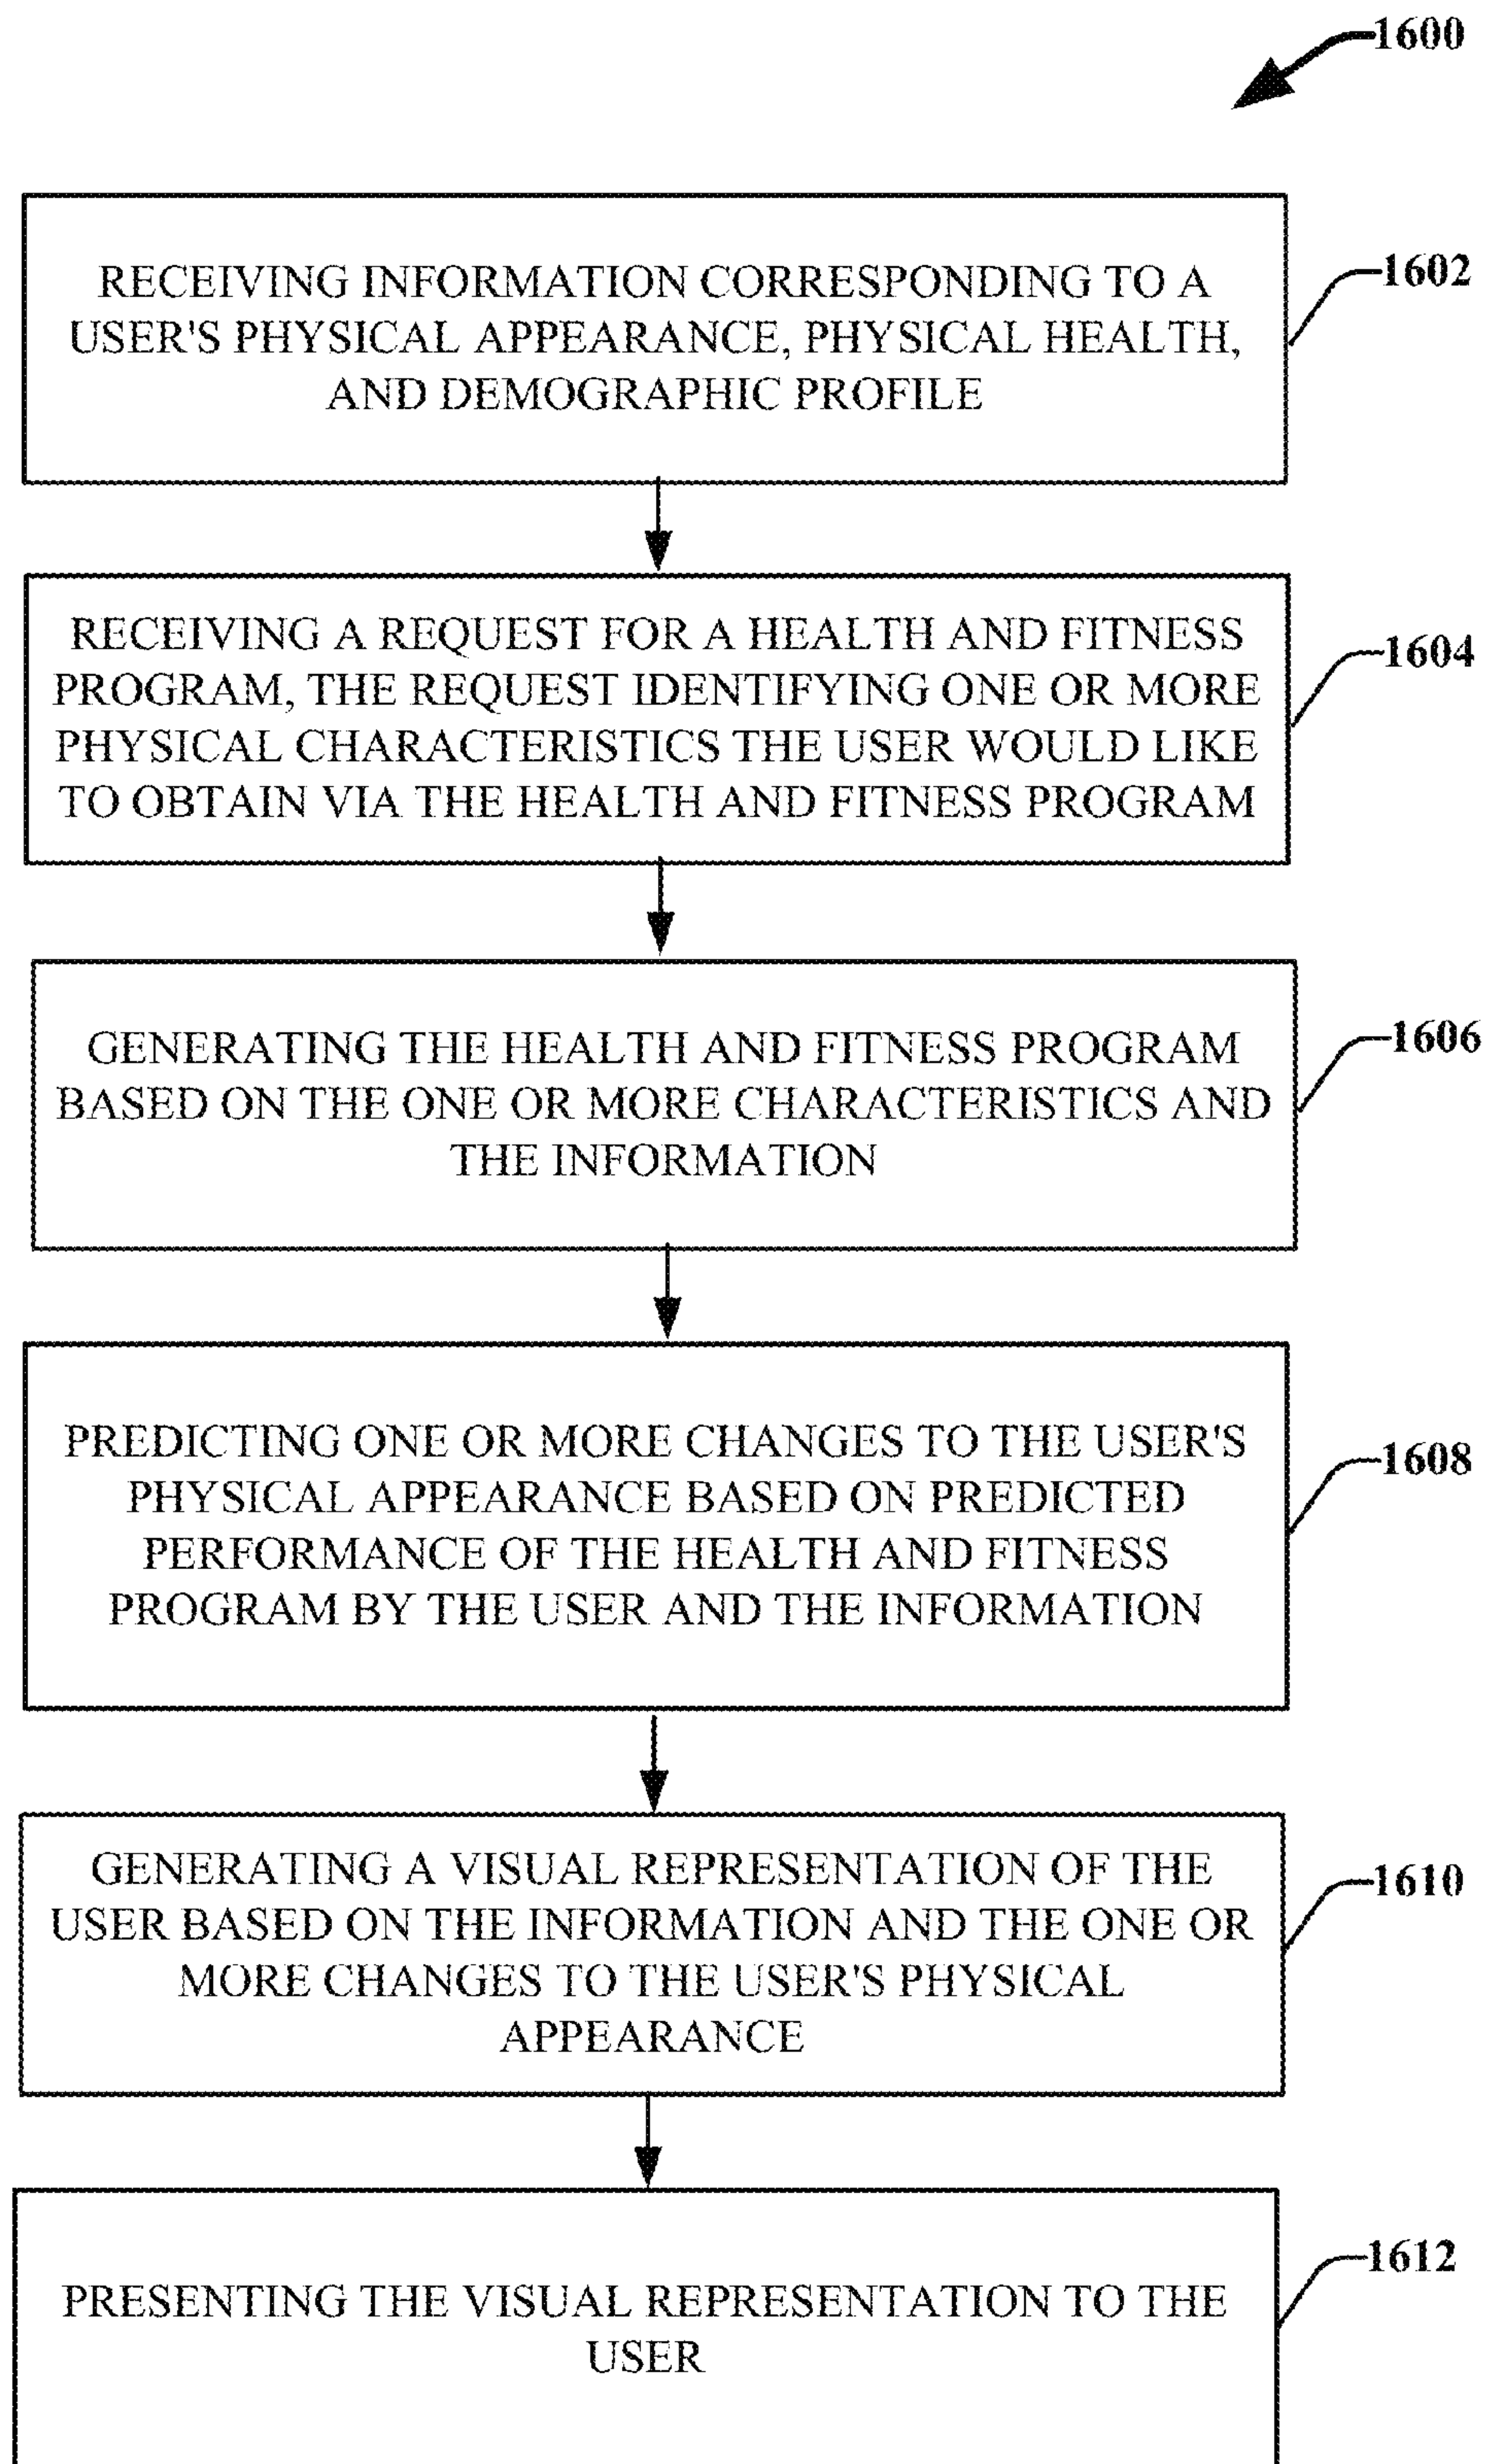 1600
RECEIVING INFORMATION CORRESPONDING TO A
USER'S PHYSICAL APPEARANCE, PHYSICAL HEALTH,
AND DEMOGRAPHIC PROFILE
1602
RECEIVING A REQUEST FOR A HEALTH AND FITNESS
PROGRAM, THE REQUEST IDENTIFYING ONE OR MORE
PHYSICAL CHARACTERISTICS THE USER WOULD LIKE
TO OBTAIN VIA THE HEALTH AND FITNESS PROGRAM
1604
GENERATING THE HEALTH AND FITNESS PROGRAM
BASED ON THE ONE OR MORE CHARACTERISTICS AND
THE INFORMATION
1606
PREDICTING ONE OR MORE CHANGES TO THE USER'S
PHYSICAL APPEARANCE BASED ON PREDICTED
PERFORMANCE OF THE HEALTH AND FITNESS
PROGRAM BY THE USER AND THE INFORMATION
1608
GENERATING A VISUAL REPRESENTATION OF THE
USER BASED ON THE INFORMATION AND THE ONE OR
MORE CHANGES TO THE USER'S PHYSICAL
APPEARANCE
1610
PRESENTING THE VISUAL REPRESENTATION TO THE
USER
1612